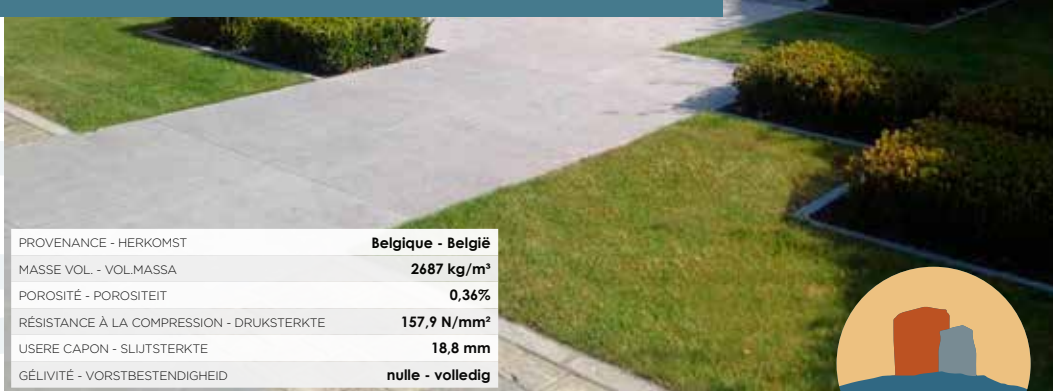 PROVENANCE - HERKOMST Belgique - België
MASSE VOL. - VOL.MASSA 2687 kg/m³
POROSITÉ - POROSITEIT 0,36%
RÉSISTANCE À LA COMPRESSION - DRUKSTERKTE 157,9 N/mm²
USERE CAPON - SLIJTSTERKTE 18,8 mm
GÉLIVITÉ - VORSTBESTENDIGHEID nulle - volledig